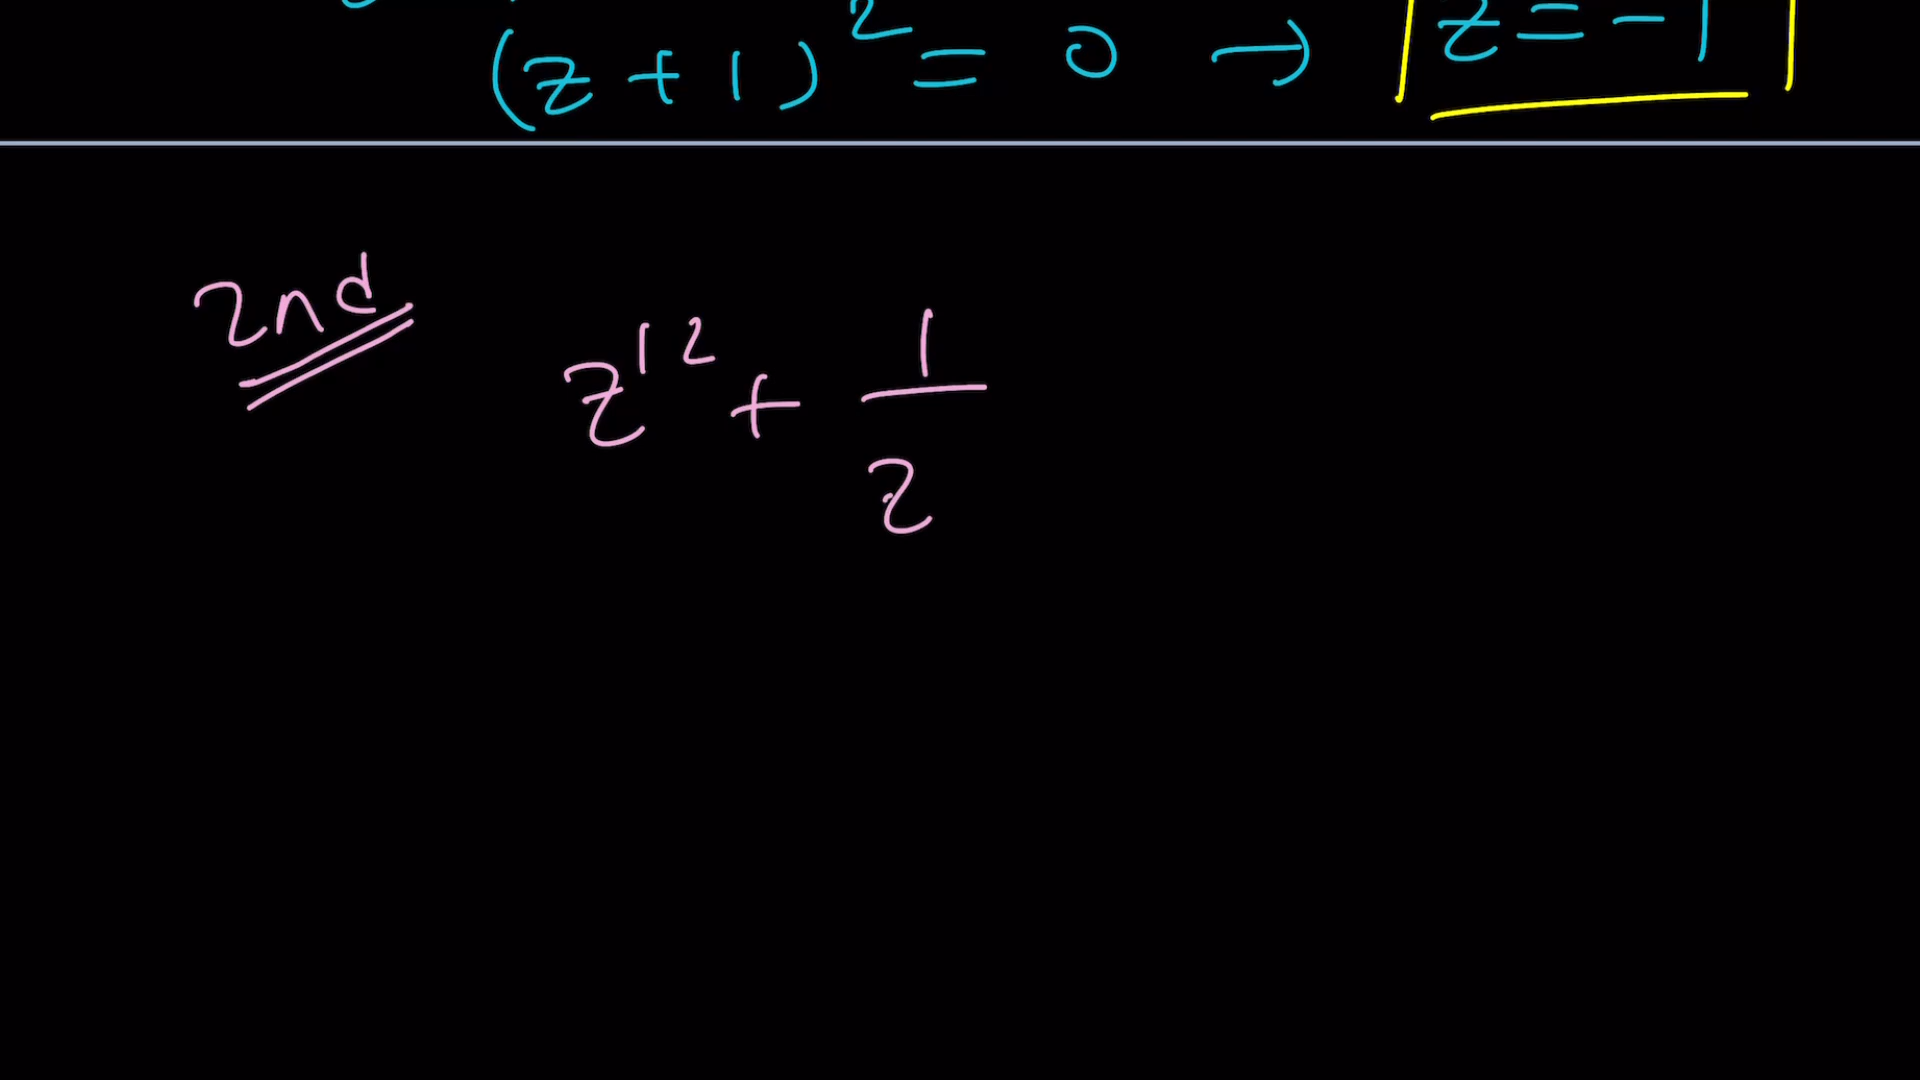 (z + 1)² = 0 → z = -1
2nd
z¹² + 1/z